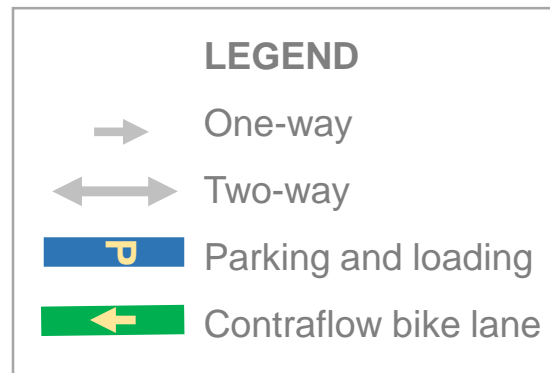 LEGEND
One-way
Two-way
P Parking and loading
Contraflow bike lane